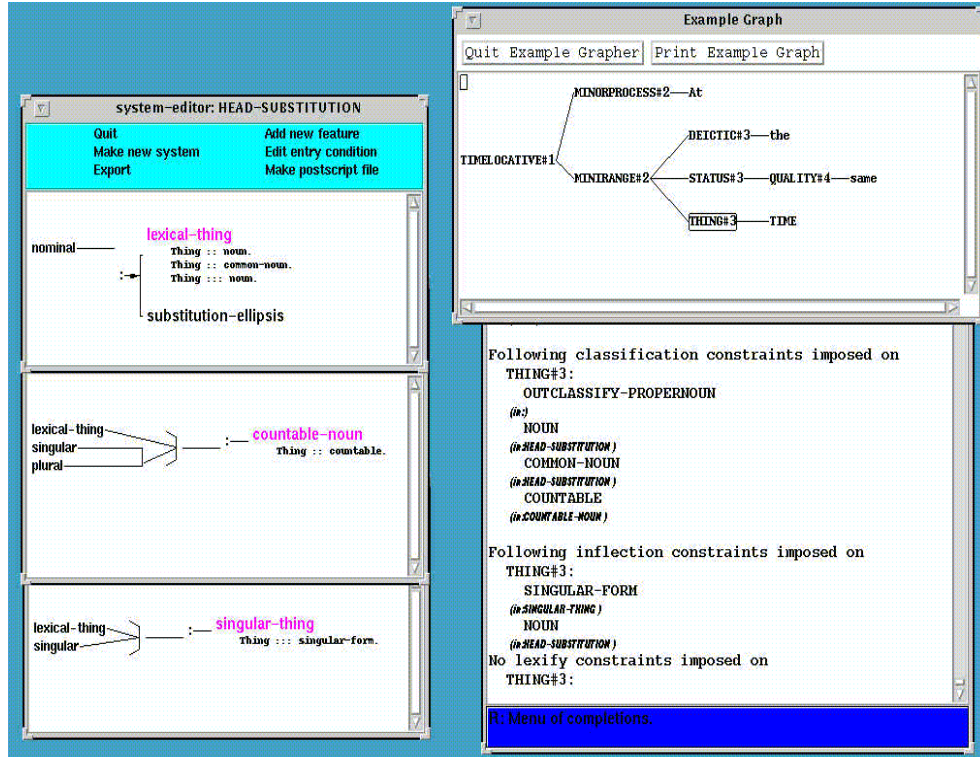 system-editor: HEAD-SUBSTITUTION
Quit Add new feature
Make new system Edit entry condition
Export Make postscript file
lexical-thing
nominal
Thing :: noun.
Thing :: common-noun.
Thing ::: noun.
:
substitution-ellipsis
lexical-thing
singular
plural
:
countable-noun
Thing :: countable.
lexical-thing
singular
:
singular-thing
Thing ::: singular-form.
Example Graph
Quit Example Grapher Print Example Graph
MINORPROCESS#2 At
DEICTIC#3 the
TIMELOCATIVE#1
MINIRANGE#2 STATUS#3 QUALITY#4 same
THING#3 TIME
Following classification constraints imposed on
THING#3:
OUTCLASSIFY-PROPERNOUN
(in:)
NOUN
(in:HEAD-SUBSTITUTION )
COMMON-NOUN
(in:HEAD-SUBSTITUTION )
COUNTABLE
(in:COUNTABLE-NOUN )
Following inflection constraints imposed on
THING#3:
SINGULAR-FORM
(in:SINGULAR-THING )
NOUN
(in:HEAD-SUBSTITUTION )
No lexify constraints imposed on
THING#3:
R: Menu of completions.